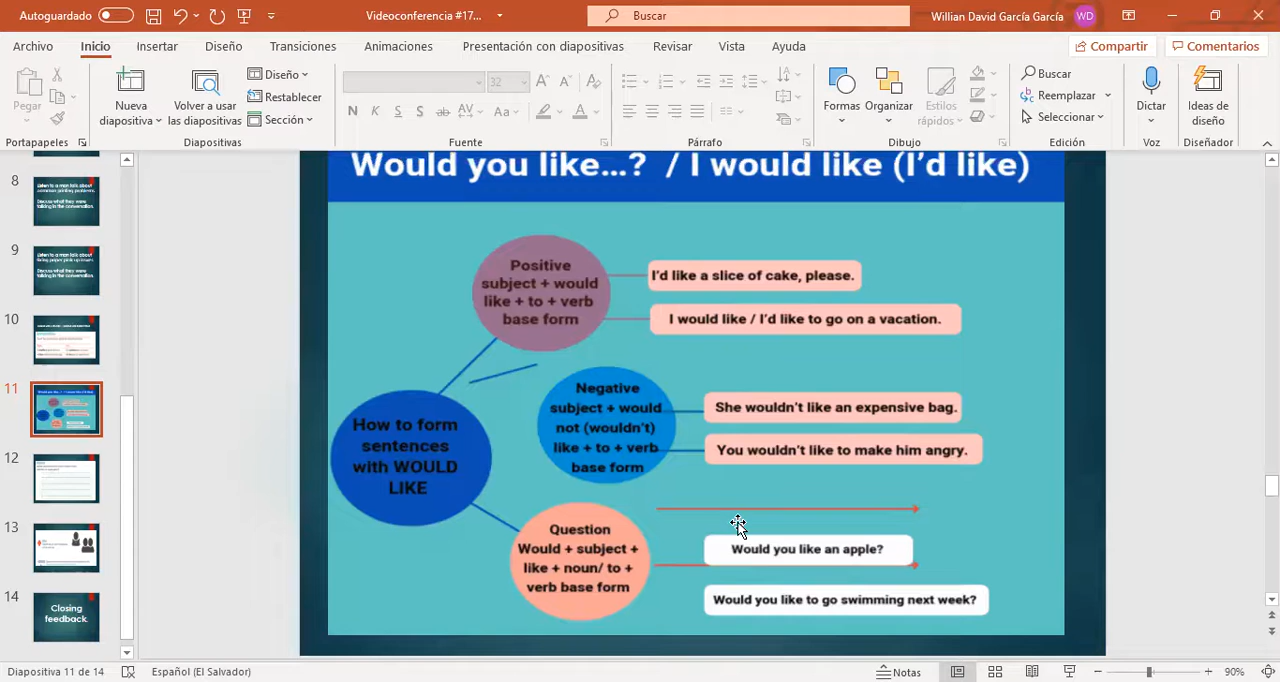 Autoguardado
Videoconferencia #17...
Buscar
Willian David García García
WD
Archivo
Inicio
Insertar
Diseño
Transiciones
Animaciones
Presentación con diapositivas
Revisar
Vista
Ayuda
Compartir
Comentarios
Pegar
Nueva
diapositiva
Volver a usar
las diapositivas
Diseño
Restablecer
Sección
32
N K S S ab AV Aa A
Formas
Organizar
Estilos
rápidos
Buscar
Reemplazar
Seleccionar
Dictar
Ideas de
diseño
Portapapeles
Diapositivas
Fuente
Párrafo
Dibujo
Edición
Voz
Diseñador
8
9
10
11
12
13
14
Closing
feedback.
Would you like...? / I would like (I'd like)
Positive
subject + would
like + to + verb
base form
I'd like a slice of cake, please.
I would like / I'd like to go on a vacation.
How to form
sentences
with WOULD
LIKE
Negative
subject + would
not (wouldn't)
like + to + verb
base form
She wouldn't like an expensive bag.
You wouldn't like to make him angry.
Question
Would + subject +
like + noun/ to +
verb base form
Would you like an apple?
Would you like to go swimming next week?
Diapositiva 11 de 14
Español (El Salvador)
Notas
90%